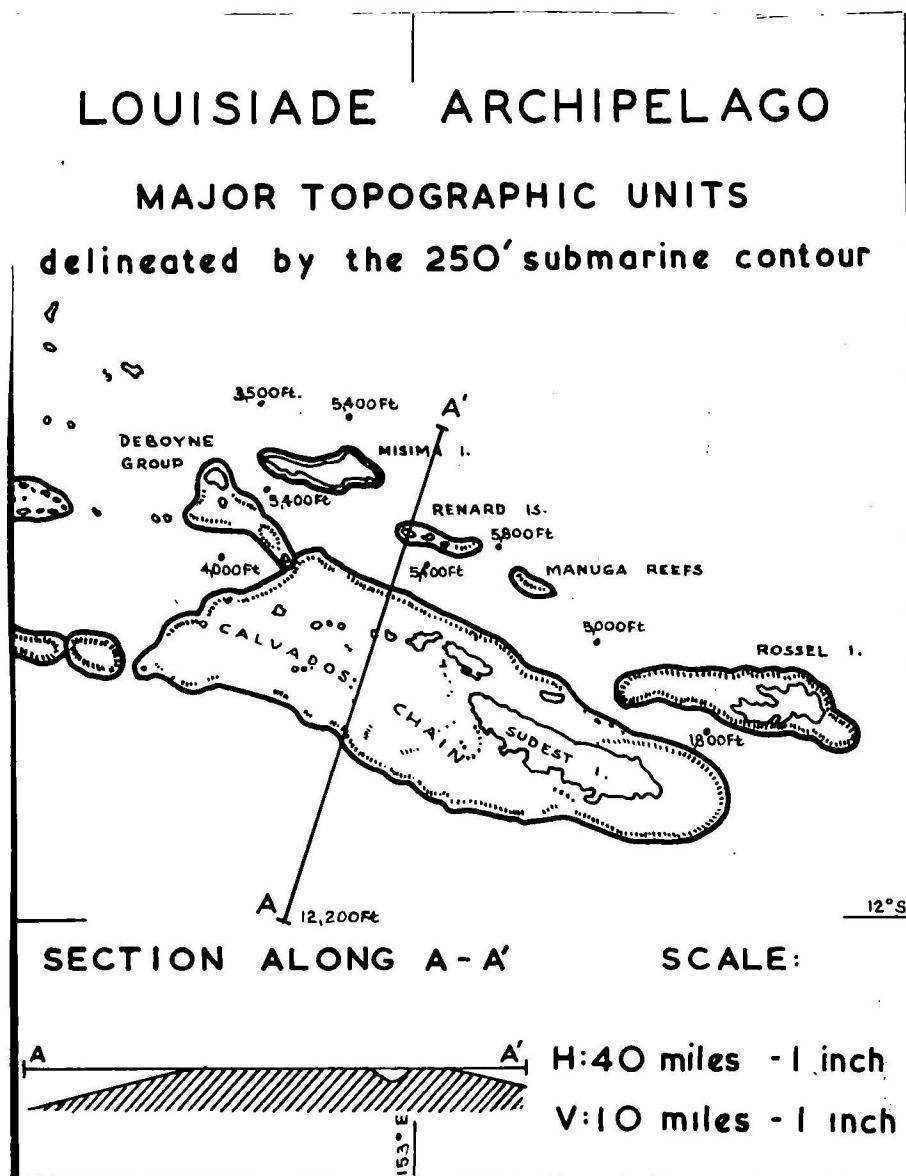 LOUISIADE ARCHIPELAGO
MAJOR TOPOGRAPHIC UNITS
delineated by the 250' submarine contour
3,500Ft.
5,400Ft
A'
DEBOYNE
GROUP
MISIMA I.
5,400Ft
RENARD IS.
5,800Ft
4,000Ft
5,400Ft
MANUGA REEFS
5,000Ft
CALVADOS
CHAIN
ROSSEL I.
SUDEST I.
1,800Ft
A
12,200Ft
12°S
SECTION ALONG A-A'
SCALE:
A
A'
H:40 miles - 1 inch
V:10 miles - 1 inch
153° E